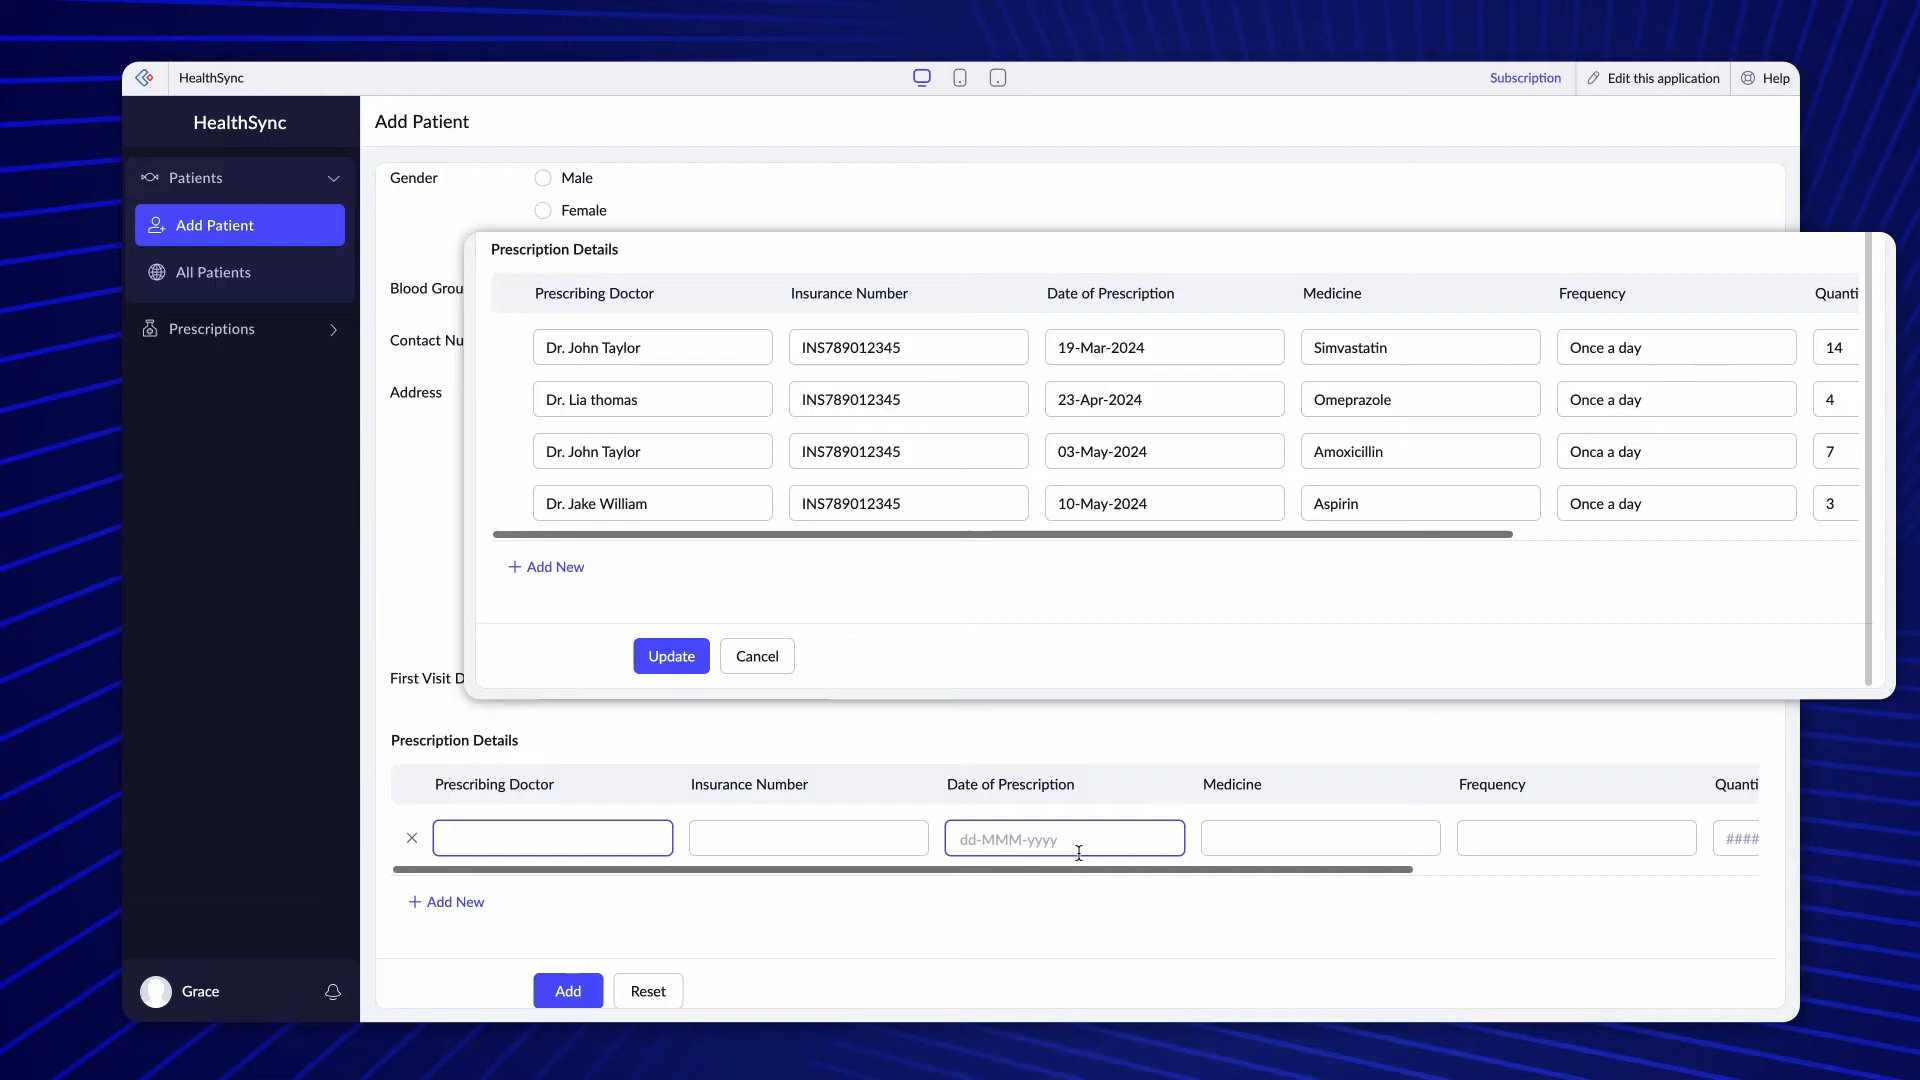 HealthSync
Subscription
Edit this application
Help
HealthSync
Add Patient
Patients
Add Patient
All Patients
Prescriptions
Grace
Gender
Male
Female
Blood Grou
Contact Nu
Address
First Visit D
Prescription Details
Prescribing Doctor Insurance Number Date of Prescription Medicine Frequency Quanti
Dr. John Taylor INS789012345 19-Mar-2024 Simvastatin Once a day 14
Dr. Lia thomas INS789012345 23-Apr-2024 Omeprazole Once a day 4
Dr. John Taylor INS789012345 03-May-2024 Amoxicillin Onca a day 7
Dr. Jake William INS789012345 10-May-2024 Aspirin Once a day 3
+ Add New
Update Cancel
Prescription Details
Prescribing Doctor Insurance Number Date of Prescription Medicine Frequency Quanti
dd-MMM-yyyy ####
+ Add New
Add Reset